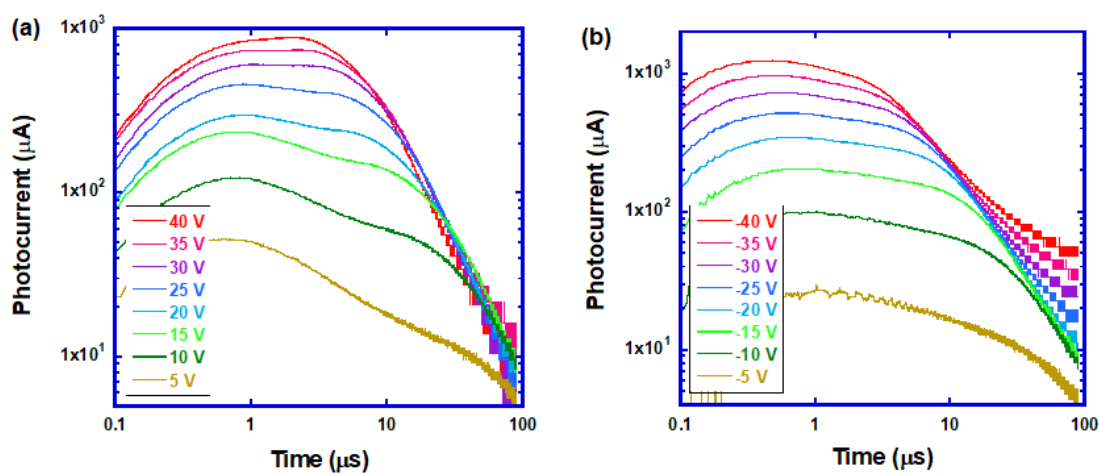 (a)
Photocurrent (µA)
1x10³
1x10²
1x10¹
40 V
35 V
30 V
25 V
20 V
15 V
10 V
5 V
0.1 1 10 100
Time (µs)
(b)
Photocurrent (µA)
1x10³
1x10²
1x10¹
-40 V
-35 V
-30 V
-25 V
-20 V
-15 V
-10 V
-5 V
0.1 1 10 100
Time (µs)